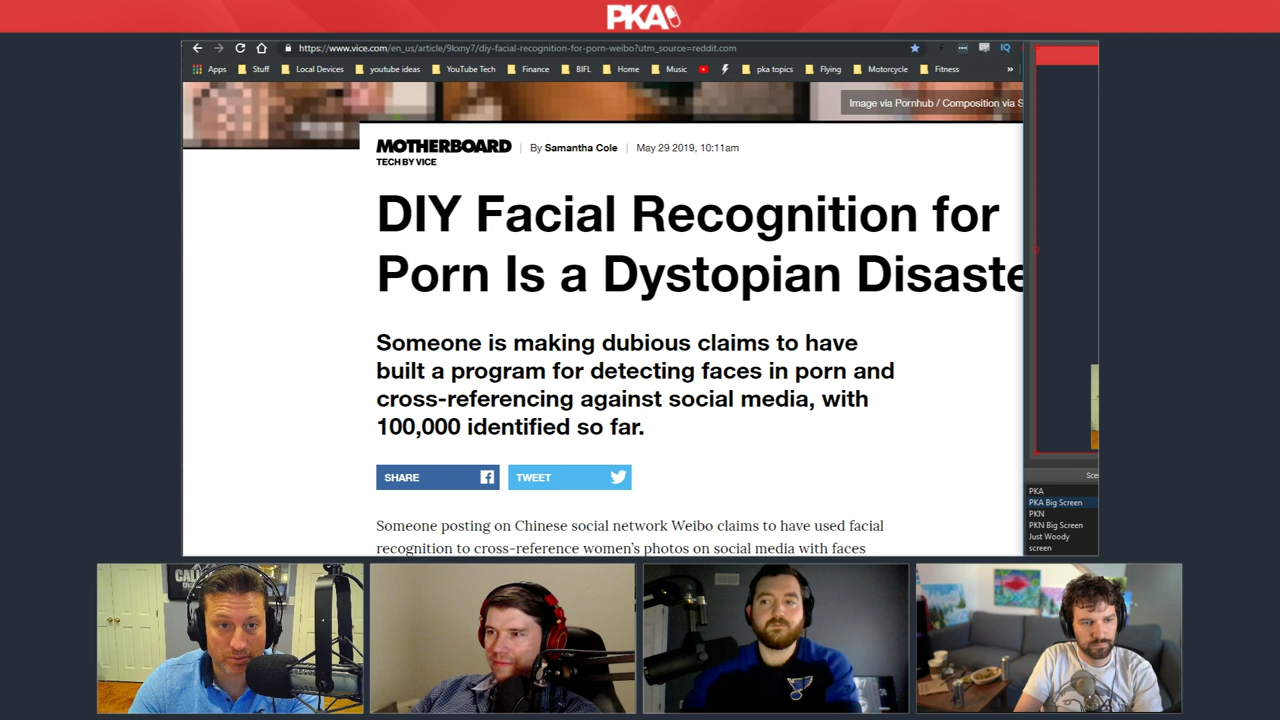 PKA
https://www.vice.com/en_us/article/9kxny7/diy-facial-recognition-for-porn-weibo?utm_source=reddit.com
IQ
Apps Stuff Local Devices youtube ideas YouTube Tech Finance BIFL Home Music pka topics Flying Motorcycle Fitness »
Image via Pornhub / Composition via S
MOTHERBOARD
TECH BY VICE
By Samantha Cole
May 29 2019, 10:11am
DIY Facial Recognition for
Porn Is a Dystopian Disaste
Someone is making dubious claims to have
built a program for detecting faces in porn and
cross-referencing against social media, with
100,000 identified so far.
SHARE
TWEET
Someone posting on Chinese social network Weibo claims to have used facial
recognition to cross-reference women's photos on social media with faces
Sce
PKA
PKA Big Screen
PKN
PKN Big Screen
Just Woody
screen